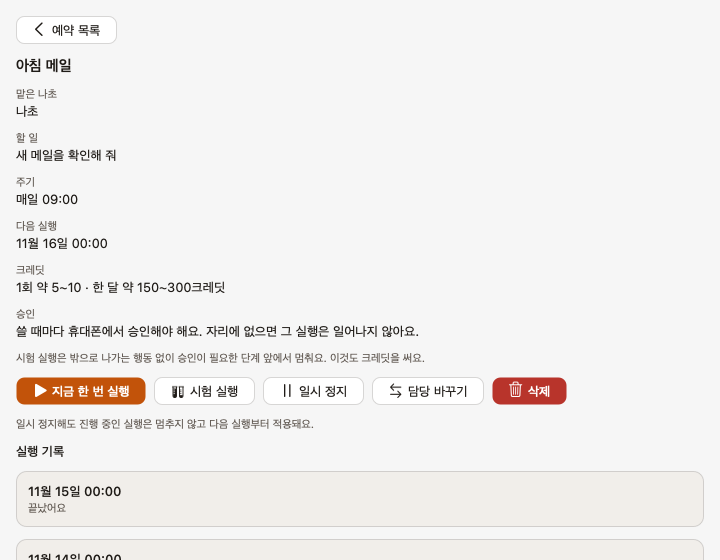 예약 목록
아침 메일
맡은 나초
나초
할 일
새 메일을 확인해 줘
주기
매일 09:00
다음 실행
11월 16일 00:00
크레딧
1회 약 5~10 · 한 달 약 150~300크레딧
승인
쓸 때마다 휴대폰에서 승인해야 해요. 자리에 없으면 그 실행은 일어나지 않아요.
시험 실행은 밖으로 나가는 행동 없이 승인이 필요한 단계 앞에서 멈춰요. 이것도 크레딧을 써요.
지금 한 번 실행 시험 실행 일시 정지 담당 바꾸기 삭제
일시 정지해도 진행 중인 실행은 멈추지 않고 다음 실행부터 적용돼요.
실행 기록
11월 15일 00:00
끝났어요
11월 14일 00:00